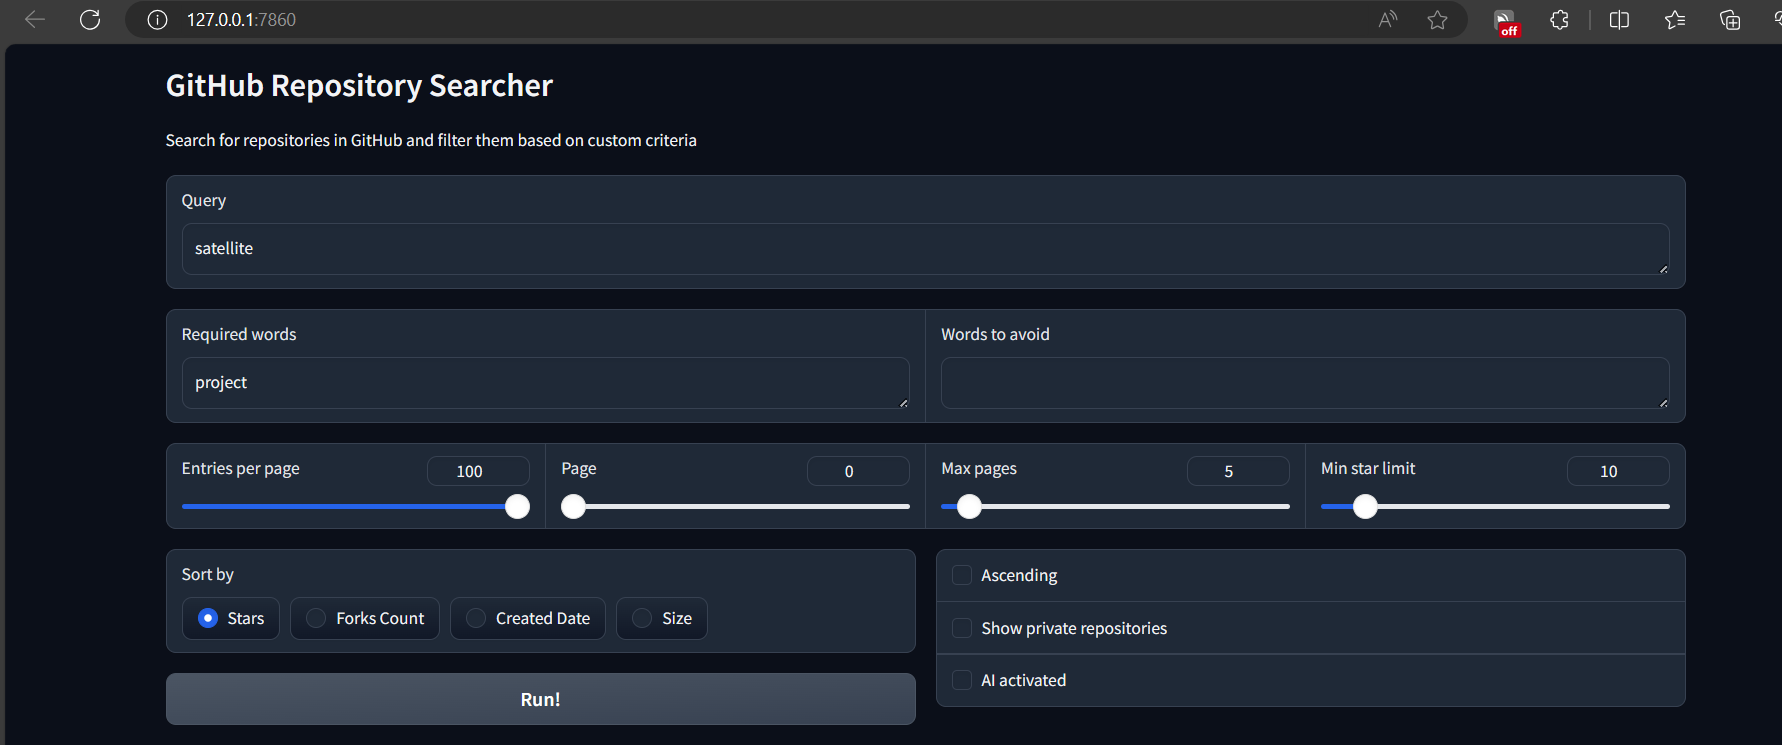 127.0.0.1:7860
off
GitHub Repository Searcher
Search for repositories in GitHub and filter them based on custom criteria
Query
satellite
Required words
Words to avoid
project
Entries per page
100
Page
0
Max pages
5
Min star limit
10
Sort by
Stars
Forks Count
Created Date
Size
Ascending
Show private repositories
AI activated
Run!